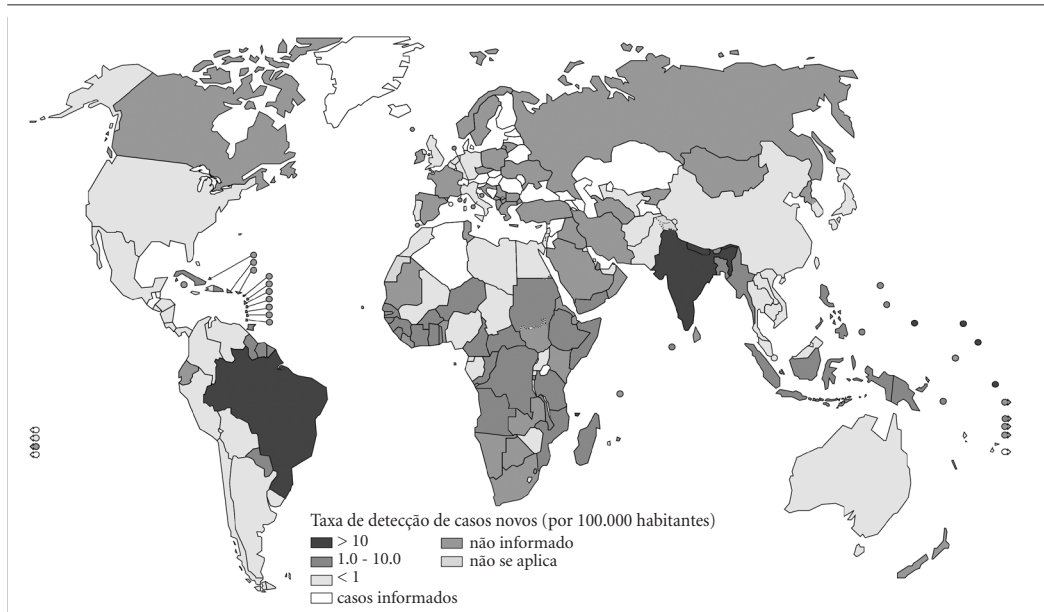 Taxa de detecção de casos novos (por 100.000 habitantes)
> 10
1.0 - 10.0
< 1
casos informados
não informado
não se aplica